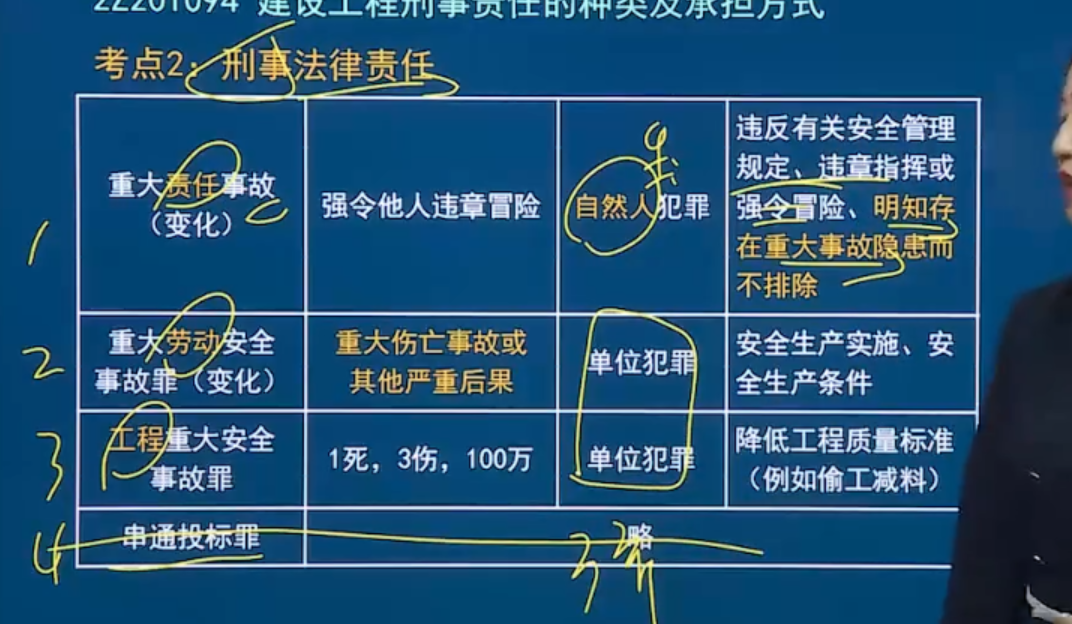 2Z201094 建设工程刑事责任的种类及承担方式
考点2：刑事法律责任
重大责任事故
（变化）
强令他人违章冒险
自然人犯罪
违反有关安全管理
规定、违章指挥或
强令冒险、明知存
在重大事故隐患而
不排除
重大劳动安全
事故罪（变化）
重大伤亡事故或
其他严重后果
单位犯罪
安全生产实施、安
全生产条件
工程重大安全
事故罪
1死，3伤，100万
单位犯罪
降低工程质量标准
（例如偷工减料）
串通投标罪
略
1
2
3
4